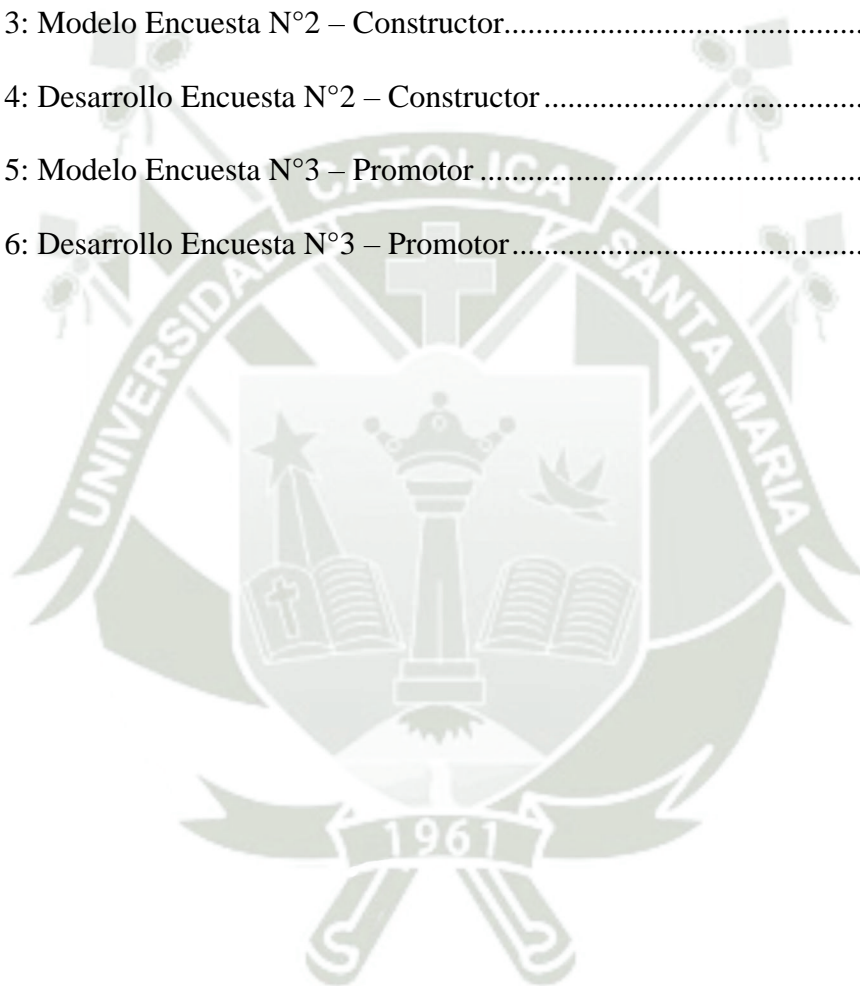 3: Modelo Encuesta N°2 – Constructor.............................................
4: Desarrollo Encuesta N°2 – Constructor........................................
5: Modelo Encuesta N°3 – Promotor ................................................
6: Desarrollo Encuesta N°3 – Promotor............................................
UNIVERSIDAD CATOLICA SANTA MARIA
1961